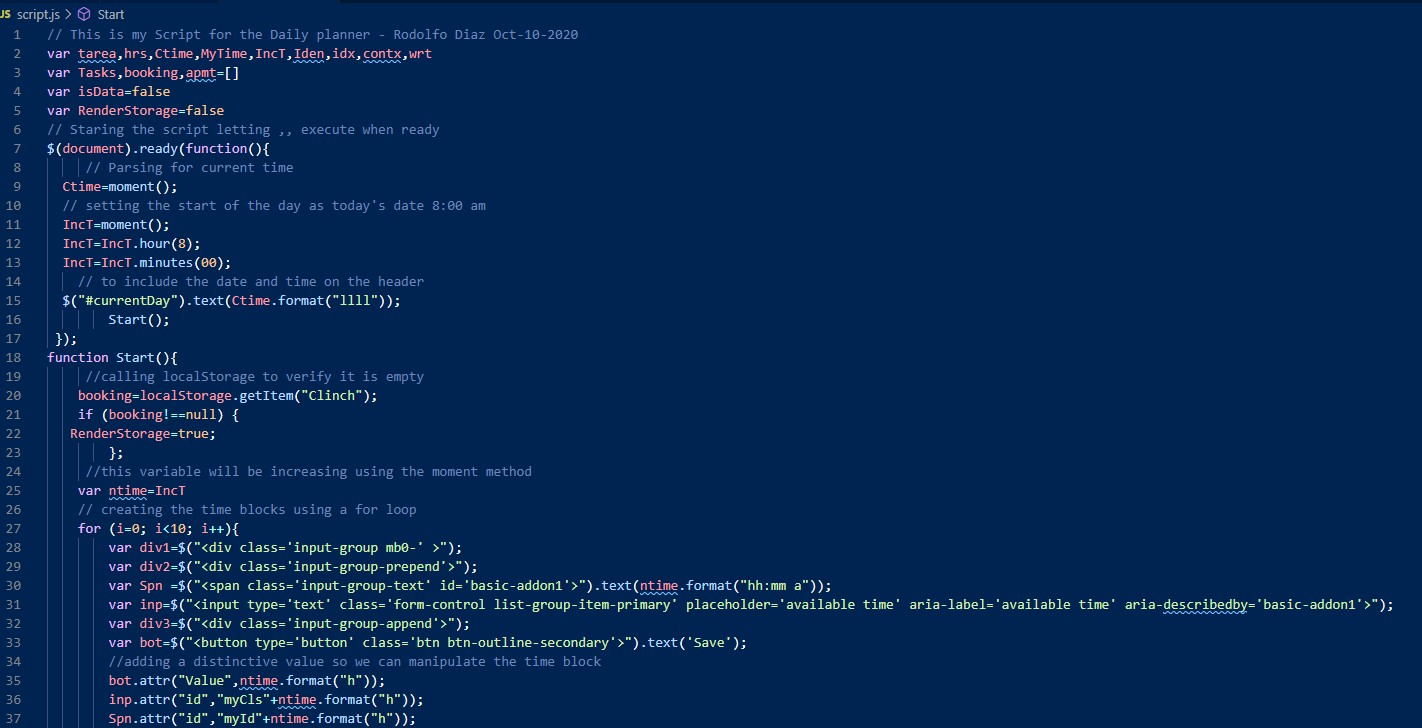 JS script.js > Start
1 // This is my Script for the Daily planner - Rodolfo Diaz Oct-10-2020
2 var tarea,hrs,Ctime,MyTime,IncT,Iden,idx,contx,wrt
3 var Tasks,booking,apmt=[]
4 var isData=false
5 var RenderStorage=false
6 // Staring the script letting ,, execute when ready
7 $(document).ready(function(){
8 // Parsing for current time
9 Ctime=moment();
10 // setting the start of the day as today's date 8:00 am
11 IncT=moment();
12 IncT=IncT.hour(8);
13 IncT=IncT.minutes(00);
14 // to include the date and time on the header
15 $("#currentDay").text(Ctime.format("llll"));
16 Start();
17 });
18 function Start(){
19 //calling localStorage to verify it is empty
20 booking=localStorage.getItem("Clinch");
21 if (booking!==null) {
22 RenderStorage=true;
23 };
24 //this variable will be increasing using the moment method
25 var ntime=IncT
26 // creating the time blocks using a for loop
27 for (i=0; i<10; i++){
28 var div1=$("<div class='input-group mb0-' >");
29 var div2=$("<div class='input-group-prepend'>");
30 var Spn =$("<span class='input-group-text' id='basic-addon1'>").text(ntime.format("hh:mm a"));
31 var inp=$("<input type='text' class='form-control list-group-item-primary' placeholder='available time' aria-label='available time' aria-describedby='basic-addon1'>");
32 var div3=$("<div class='input-group-append'>");
33 var bot=$("<button type='button' class='btn btn-outline-secondary'>").text('Save');
34 //adding a distinctive value so we can manipulate the time block
35 bot.attr("Value",ntime.format("h"));
36 inp.attr("id","myCls"+ntime.format("h"));
37 Spn.attr("id","myId"+ntime.format("h"));